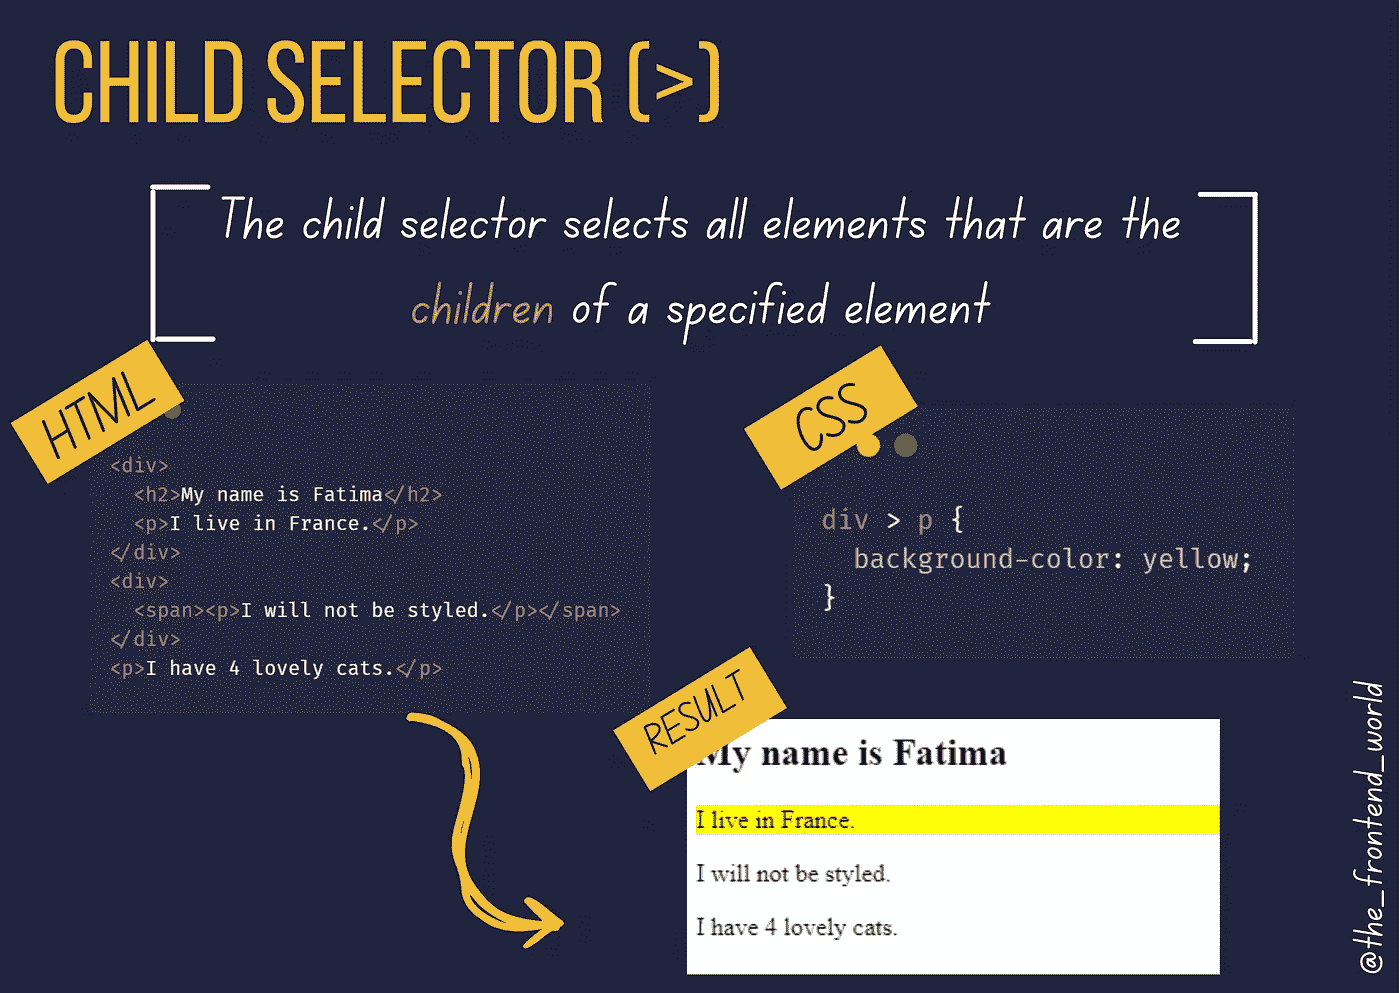 CHILD SELECTOR (>)
The child selector selects all elements that are the
children of a specified element
HTML
<div>
  <h2>My name is Fatima</h2>
  <p>I live in France.</p>
</div>
<div>
  <span><p>I will not be styled.</p></span>
</div>
<p>I have 4 lovely cats.</p>
CSS
div > p {
  background-color: yellow;
}
RESULT
My name is Fatima
I live in France.
I will not be styled.
I have 4 lovely cats.
@the_frontend_world